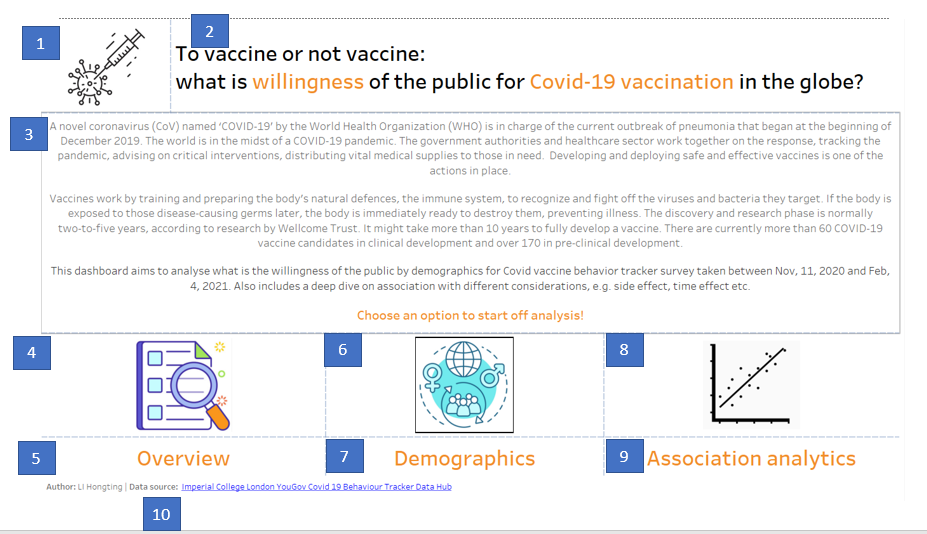 1
2
To vaccine or not vaccine:
what is willingness of the public for Covid-19 vaccination in the globe?
3
A novel coronavirus (CoV) named ‘COVID-19’ by the World Health Organization (WHO) is in charge of the current outbreak of pneumonia that began at the beginning of
December 2019. The world is in the midst of a COVID-19 pandemic. The government authorities and healthcare sector work together on the response, tracking the
pandemic, advising on critical interventions, distributing vital medical supplies to those in need.  Developing and deploying safe and effective vaccines is one of the
actions in place.
Vaccines work by training and preparing the body’s natural defences, the immune system, to recognize and fight off the viruses and bacteria they target. If the body is
exposed to those disease-causing germs later, the body is immediately ready to destroy them, preventing illness. The discovery and research phase is normally
two-to-five years, according to research by Wellcome Trust. It might take more than 10 years to fully develop a vaccine. There are currently more than 60 COVID-19
vaccine candidates in clinical development and over 170 in pre-clinical development.
This dashboard aims to analyse what is the willingness of the public by demographics for Covid vaccine behavior tracker survey taken between Nov, 11, 2020 and Feb,
4, 2021. Also includes a deep dive on association with different considerations, e.g. side effect, time effect etc.
Choose an option to start off analysis!
4
6
8
5
Overview
7
Demographics
9
Association analytics
Author: LI Hongting | Data source: Imperial College London YouGov Covid 19 Behaviour Tracker Data Hub
10